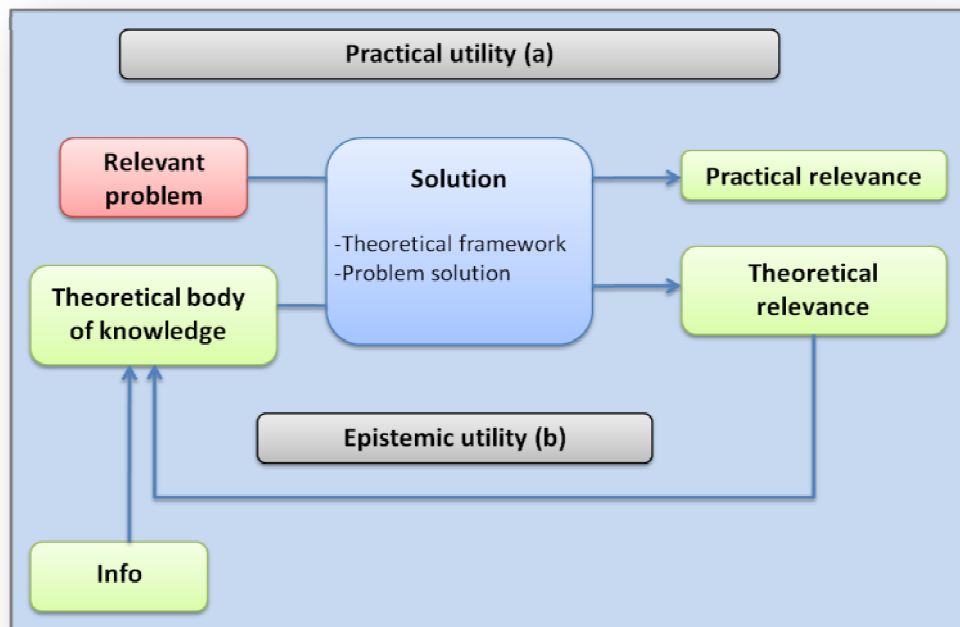 Practical utility (a)
Relevant
problem
Solution
-Theoretical framework
-Problem solution
Practical relevance
Theoretical body
of knowledge
Theoretical
relevance
Epistemic utility (b)
Info